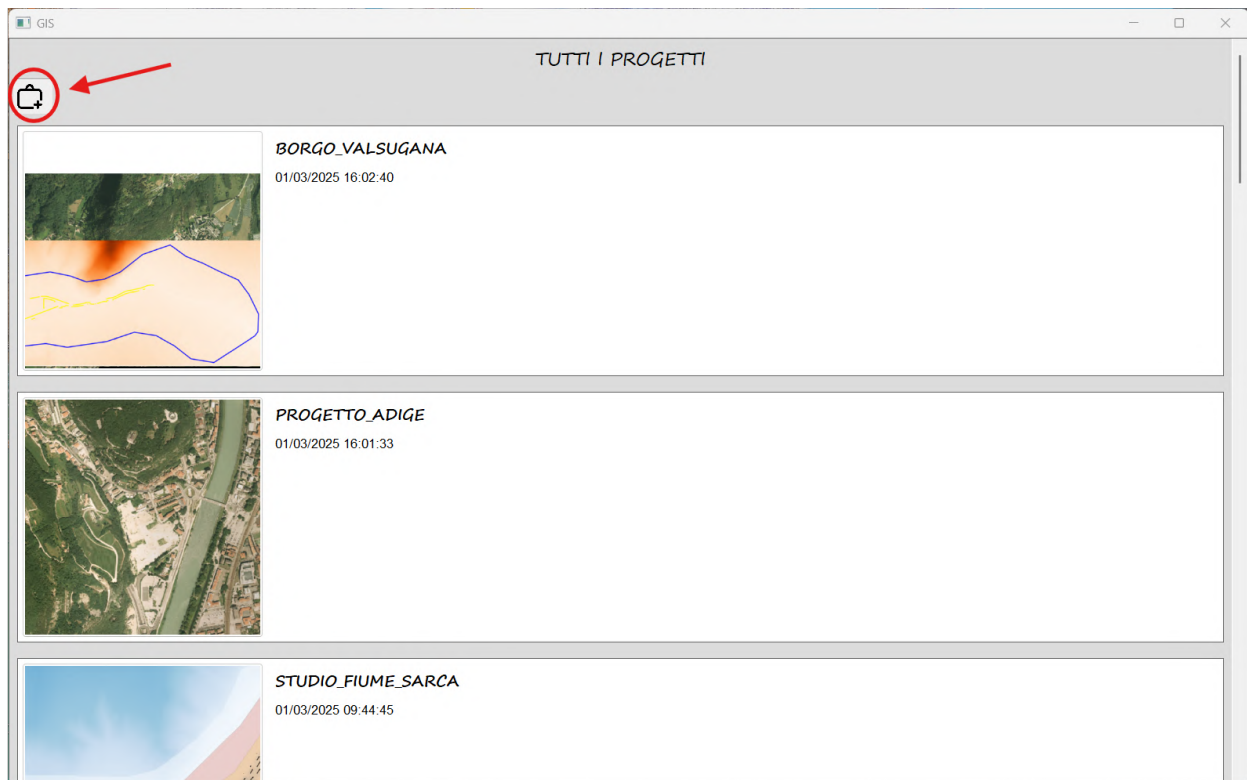 GIS
TUTTI I PROGETTI
BORGO_VALSUGANA
01/03/2025 16:02:40
PROGETTO_ADIGE
01/03/2025 16:01:33
STUDIO_FIUME_SARCA
01/03/2025 09:44:45